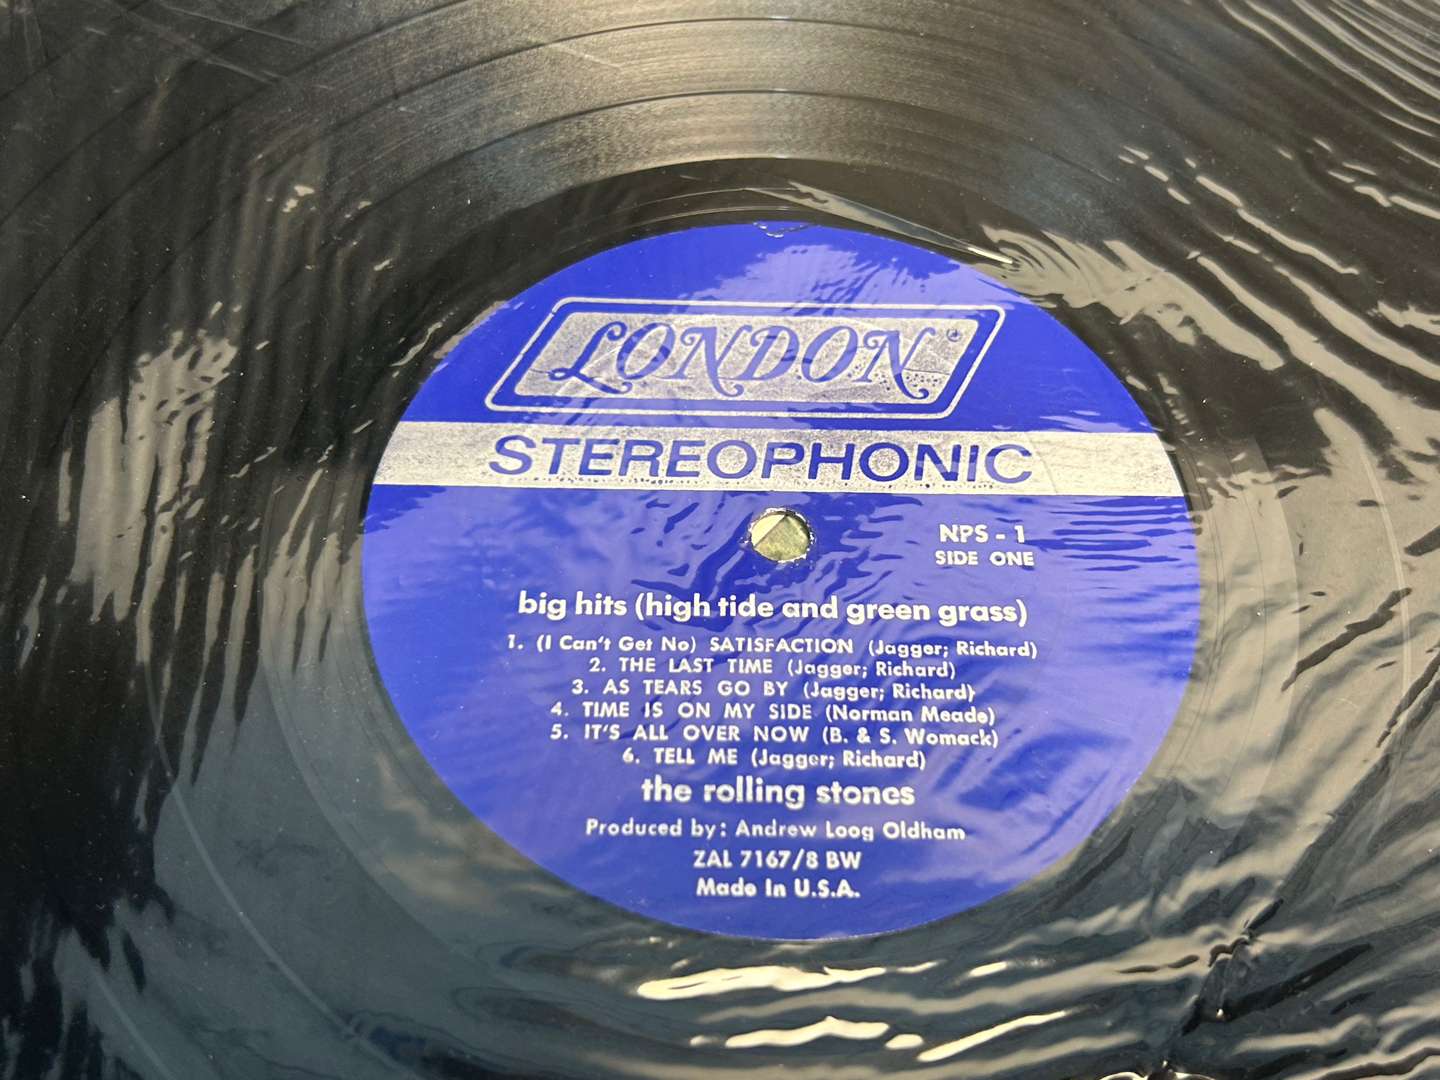 LONDON®
STEREOPHONIC
NPS - 1
SIDE ONE
big hits (high tide and green grass)
1. (I Can't Get No) SATISFACTION (Jagger; Richard)
2. THE LAST TIME (Jagger; Richard)
3. AS TEARS GO BY (Jagger; Richard)
4. TIME IS ON MY SIDE (Norman Meade)
5. IT'S ALL OVER NOW (B. & S. Womack)
6. TELL ME (Jagger; Richard)
the rolling stones
Produced by: Andrew Loog Oldham
ZAL 7167/8 BW
Made In U.S.A.